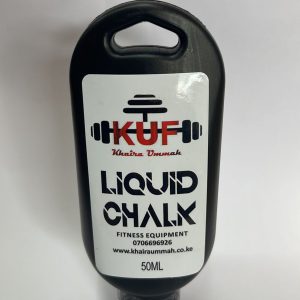 KUF
Khaira Ummah
LIQUID
CHALK
FITNESS EQUIPMENT
0706696926
www.khairaummah.co.ke
50ML